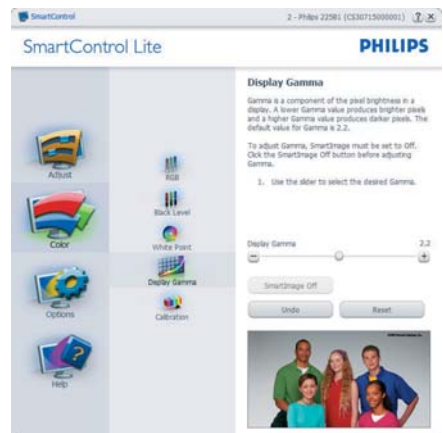 SmartControl
2 - Philips 225B1 (CS30715000001)
SmartControl Lite
PHILIPS
Adjust
Color
Options
Help
RGB
Black Level
White Point
Display Gamma
Calibration
Display Gamma
Gamma is a component of the pixel brightness in a
display. A lower Gamma value produces brighter pixels
and a higher Gamma value produces darker pixels. The
default value for Gamma is 2.2.
To adjust Gamma, SmartImage must be set to Off.
Click the SmartImage Off button before adjusting
Gamma.
1. Use the slider to select the desired Gamma.
Display Gamma 2.2
SmartImage Off
Undo Reset